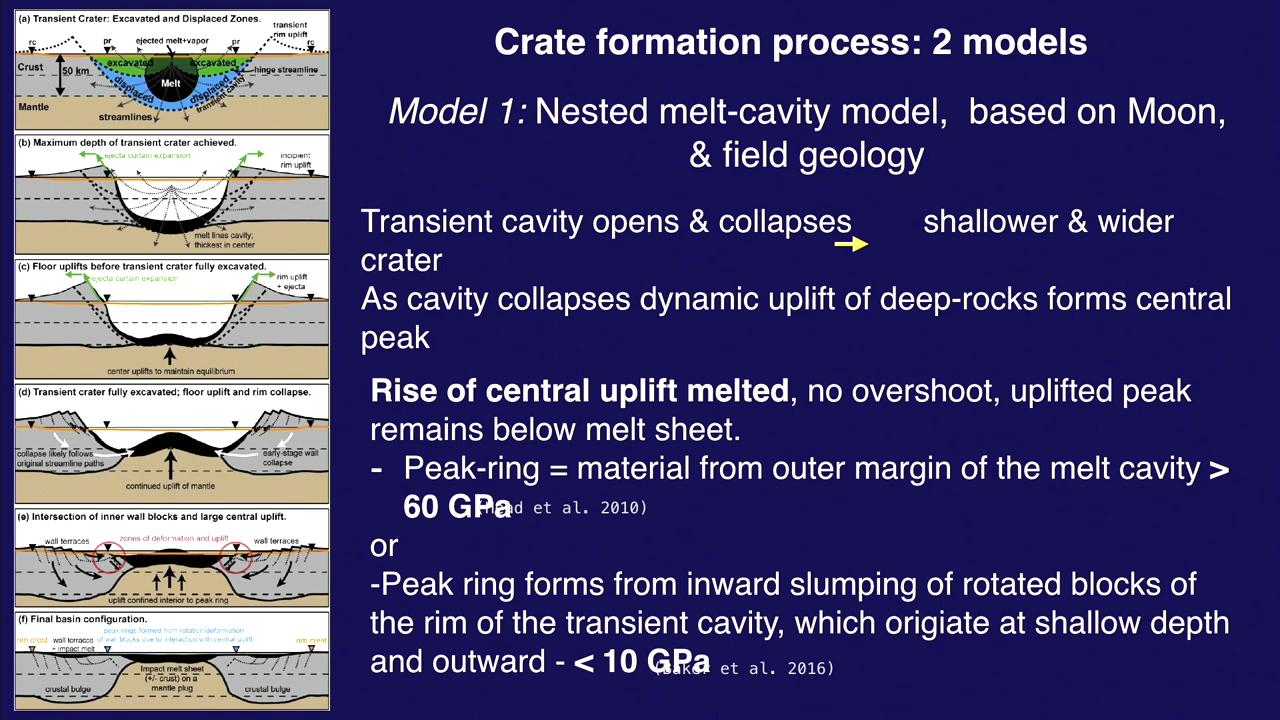 (a) Transient Crater: Excavated and Displaced Zones.
transient
rim uplift
rc
pr
ejected melt+vapor
pr
rc
Crust
excavated
excavated
hinge streamline
50 km
Melt
displaced
displaced
transient cavity
Mantle
streamlines
(b) Maximum depth of transient crater achieved.
ejecta curtain expansion
incipient
rim uplift
melt lines cavity;
thickest in center
(c) Floor uplifts before transient crater fully excavated.
ejecta curtain expansion
rim uplift
+ ejecta
center uplifts to maintain equilibrium
(d) Transient crater fully excavated; floor uplift and rim collapse.
collapse likely follows
original streamline paths
early-stage wall
collapse
continued uplift of mantle
(e) Intersection of inner wall blocks and large central uplift.
wall terraces
zones of deformation and uplift
wall terraces
uplift confined interior to peak ring
(f) Final basin configuration.
rim crest
wall terraces
+ impact melt
peak rings formed from rotation/deformation
of wall blocks due to interaction with central uplift
rim crest
Impact melt sheet
(+/- crust) on a
mantle plug
crustal bulge
crustal bulge
Crate formation process: 2 models
Model 1: Nested melt-cavity model, based on Moon,
& field geology
Transient cavity opens & collapses shallower & wider
crater
As cavity collapses dynamic uplift of deep-rocks forms central
peak
Rise of central uplift melted, no overshoot, uplifted peak
remains below melt sheet.
- Peak-ring = material from outer margin of the melt cavity >
60 GPa (Head et al. 2010)
or
-Peak ring forms from inward slumping of rotated blocks of
the rim of the transient cavity, which origiate at shallow depth
and outward - < 10 GPa (Baker et al. 2016)